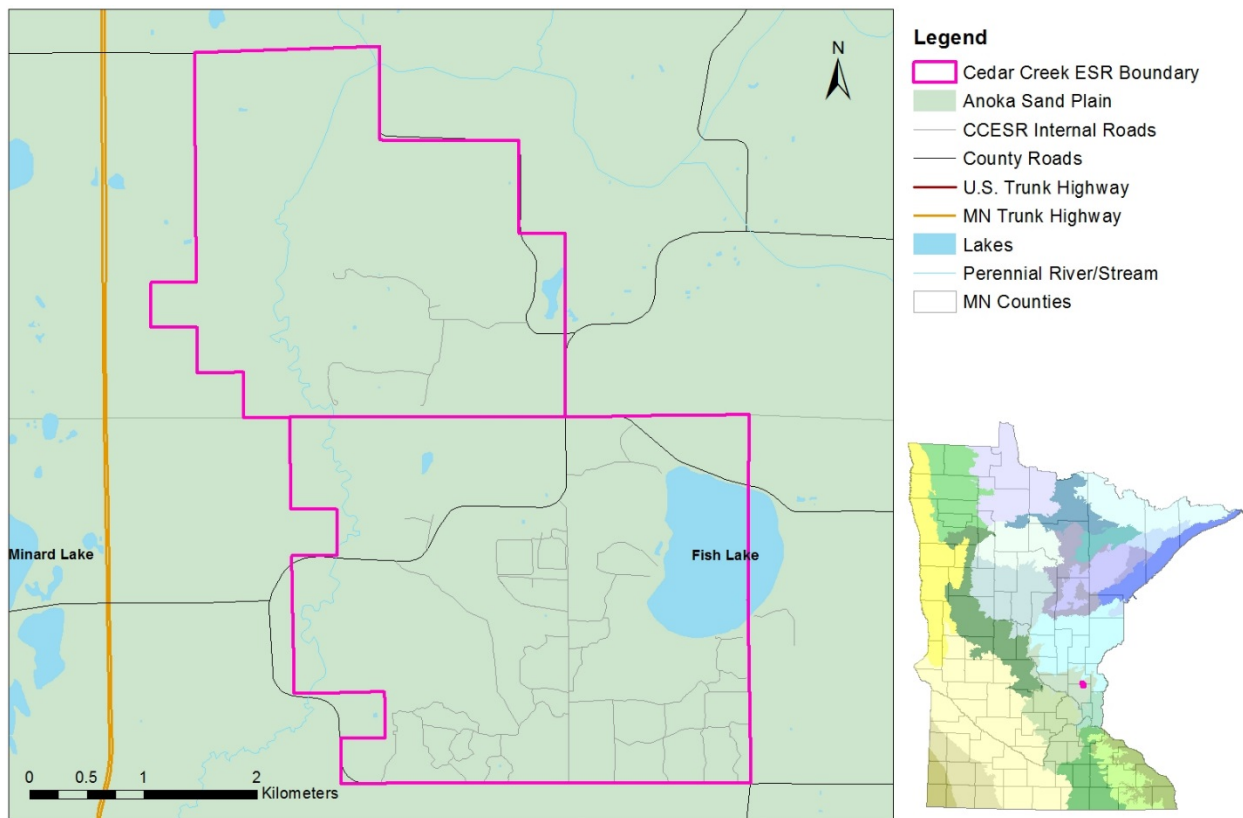 N
Minard Lake
Fish Lake
0 0.5 1 2
Kilometers
Legend
Cedar Creek ESR Boundary
Anoka Sand Plain
CCESR Internal Roads
County Roads
U.S. Trunk Highway
MN Trunk Highway
Lakes
Perennial River/Stream
MN Counties